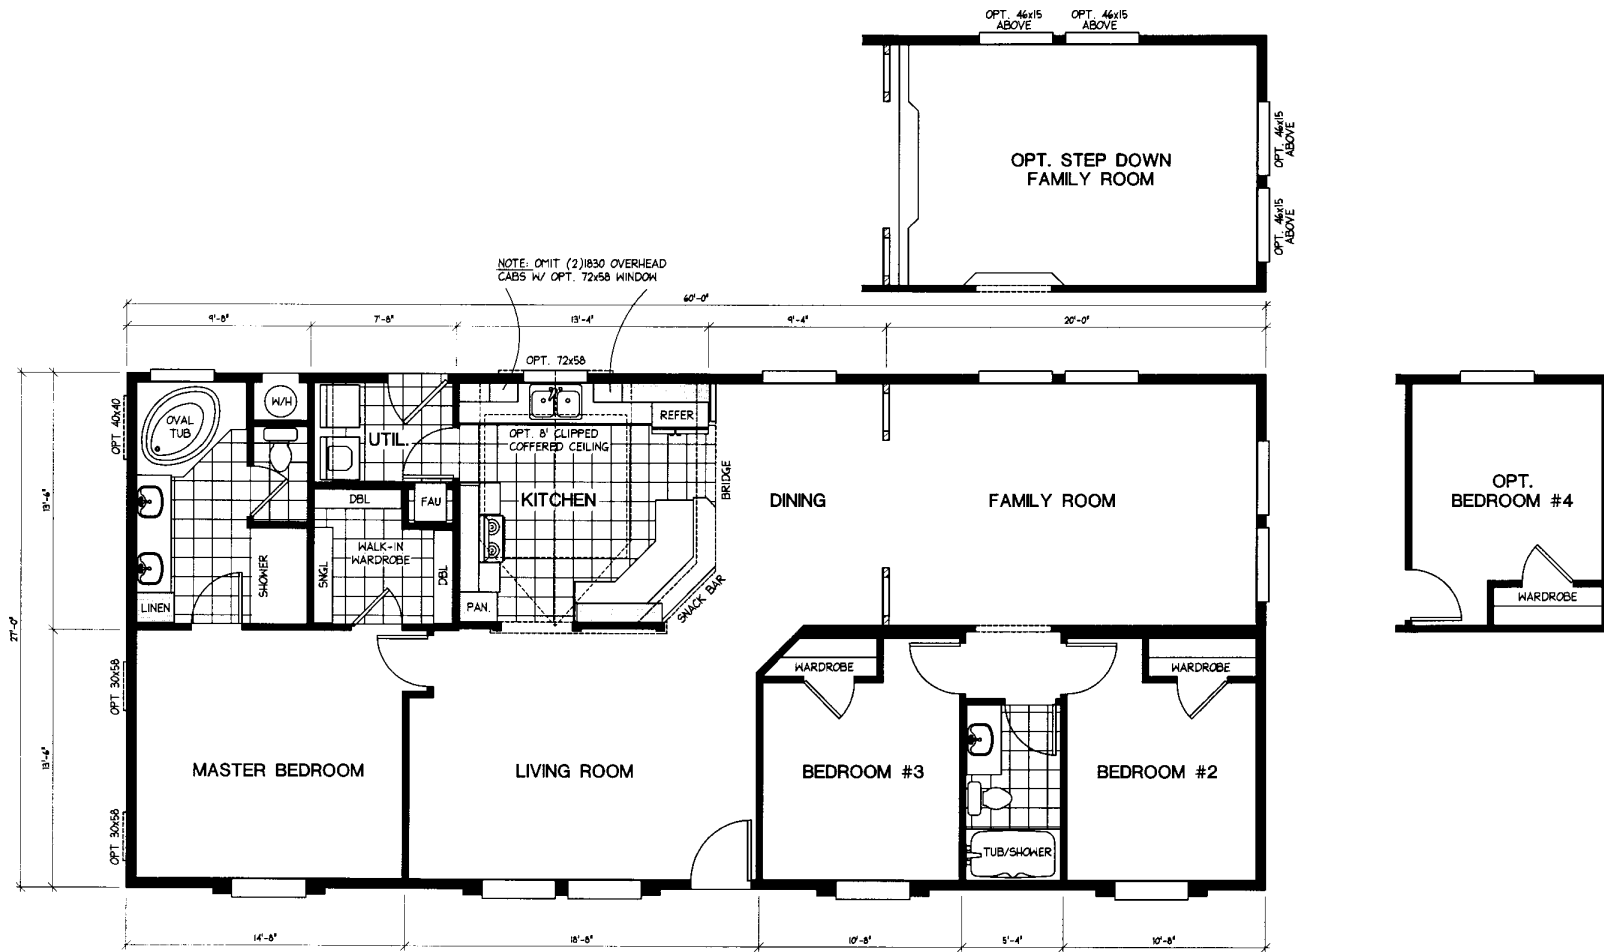 OPT. 46x15
ABOVE
OPT. 46x15
ABOVE
OPT. STEP DOWN
FAMILY ROOM
OPT. 46x15
ABOVE
OPT. 46x15
ABOVE
NOTE: OMIT (2)1830 OVERHEAD
CABS W/ OPT. 72x58 WINDOW
60'-0"
9'-8"
7'-8"
13'-4"
9'-4"
20'-0"
OPT. 72x58
OPT 40x40
OVAL
TUB
W/H
UTIL.
REFER
OPT. 8' CLIPPED
COFFERED CEILING
BRIDGE
DBL
FAU
KITCHEN
DINING
FAMILY ROOM
OPT.
BEDROOM #4
13'-6"
WALK-IN
WARDROBE
SHOWER
SNGL
DBL
LINEN
PAN.
SNACK BAR
WARDROBE
27'-0"
OPT 30x58
WARDROBE
WARDROBE
13'-6"
MASTER BEDROOM
LIVING ROOM
BEDROOM #3
BEDROOM #2
OPT 30x58
TUB/SHOWER
14'-8"
18'-8"
10'-8"
5'-4"
10'-8"